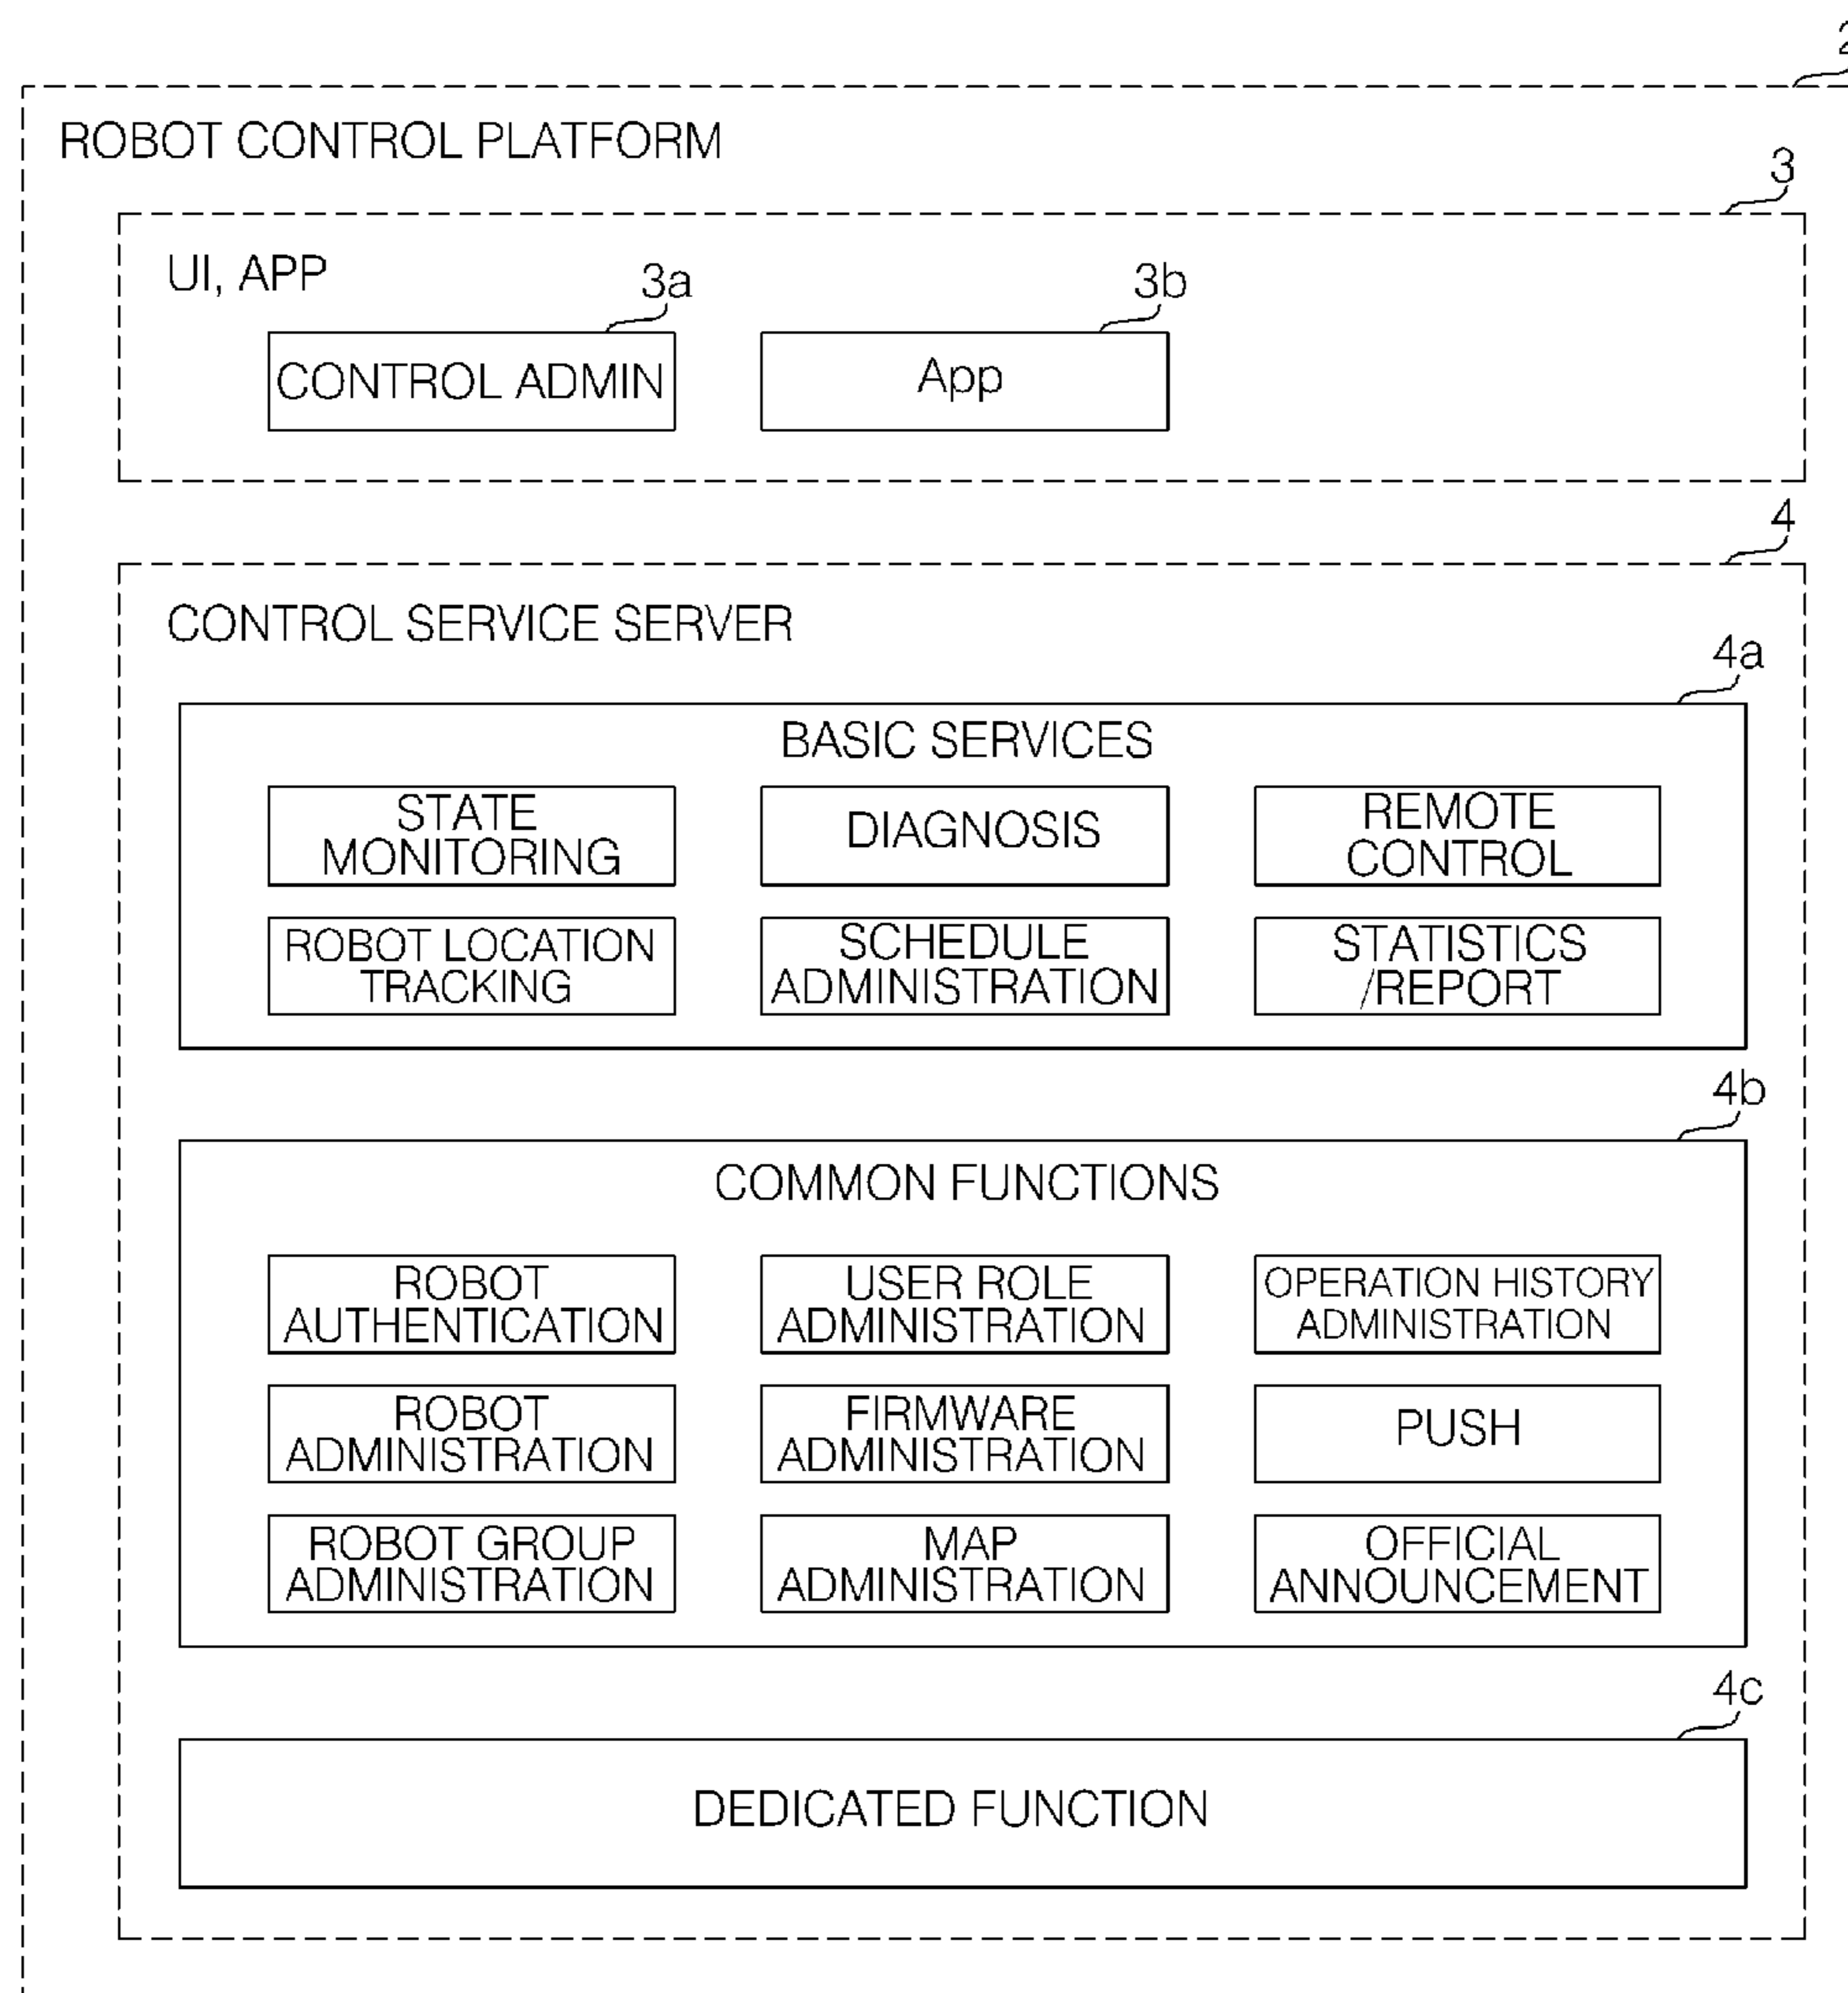 2
ROBOT CONTROL PLATFORM
3
UI, APP
3a
3b
CONTROL ADMIN
App
4
CONTROL SERVICE SERVER
4a
BASIC SERVICES
STATE
MONITORING
DIAGNOSIS
REMOTE
CONTROL
ROBOT LOCATION
TRACKING
SCHEDULE
ADMINISTRATION
STATISTICS
/REPORT
4b
COMMON FUNCTIONS
ROBOT
AUTHENTICATION
USER ROLE
ADMINISTRATION
OPERATION HISTORY
ADMINISTRATION
ROBOT
ADMINISTRATION
FIRMWARE
ADMINISTRATION
PUSH
ROBOT GROUP
ADMINISTRATION
MAP
ADMINISTRATION
OFFICIAL
ANNOUNCEMENT
4c
DEDICATED FUNCTION